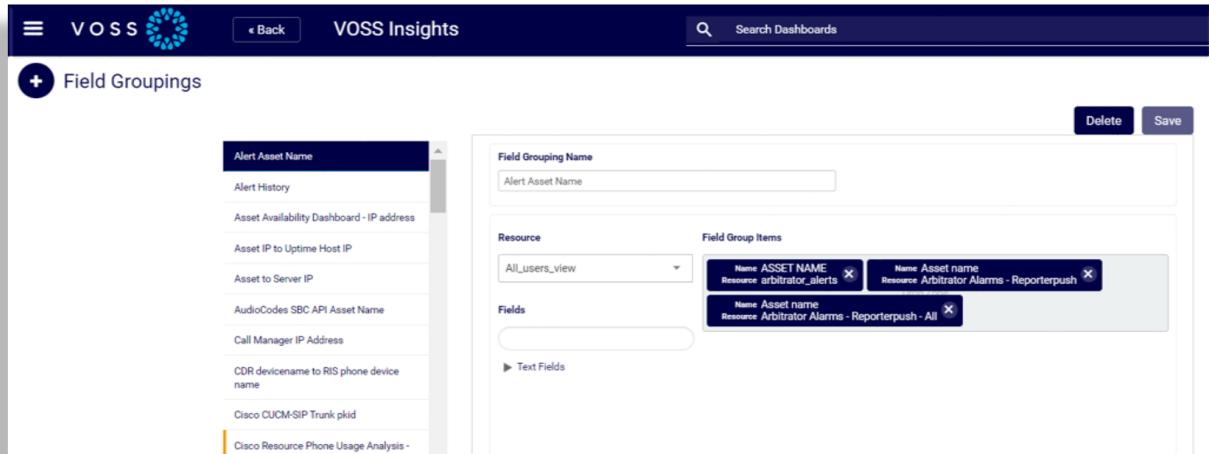 VOSS
« Back
VOSS Insights
Search Dashboards
+
Field Groupings
Delete
Save
Alert Asset Name
Alert History
Asset Availability Dashboard - IP address
Asset IP to Uptime Host IP
Asset to Server IP
AudioCodes SBC API Asset Name
Call Manager IP Address
CDR devicename to RIS phone device
name
Cisco CUCM-SIP Trunk pkid
Cisco Resource Phone Usage Analysis -
Field Grouping Name
Alert Asset Name
Resource
All_users_view
Fields
Text Fields
Field Group Items
Name ASSET NAME
Resource arbitrator_alerts
Name Asset name
Resource Arbitrator Alarms - Reporterpush
Name Asset name
Resource Arbitrator Alarms - Reporterpush - All